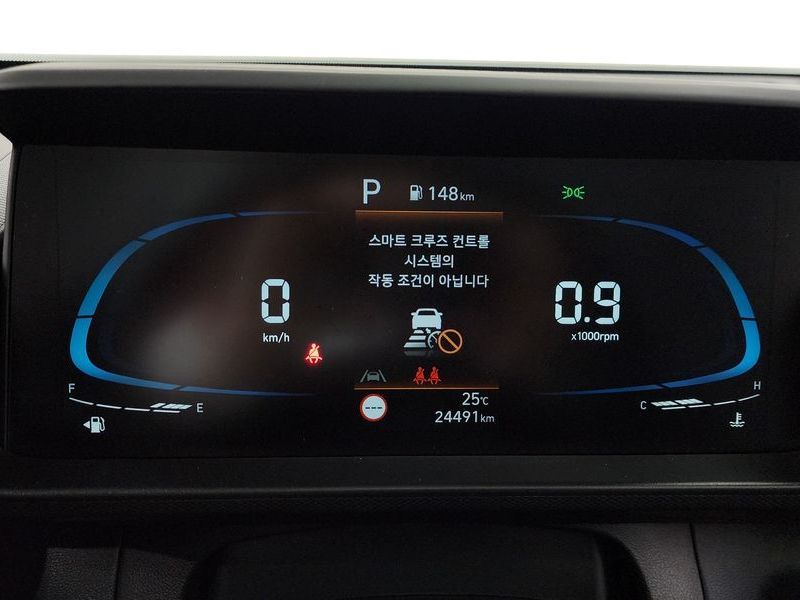 P 148km
스마트 크루즈 컨트롤
시스템의
작동 조건이 아닙니다
0
km/h
0.9
x1000rpm
F
E
C
H
---
25℃
24491km